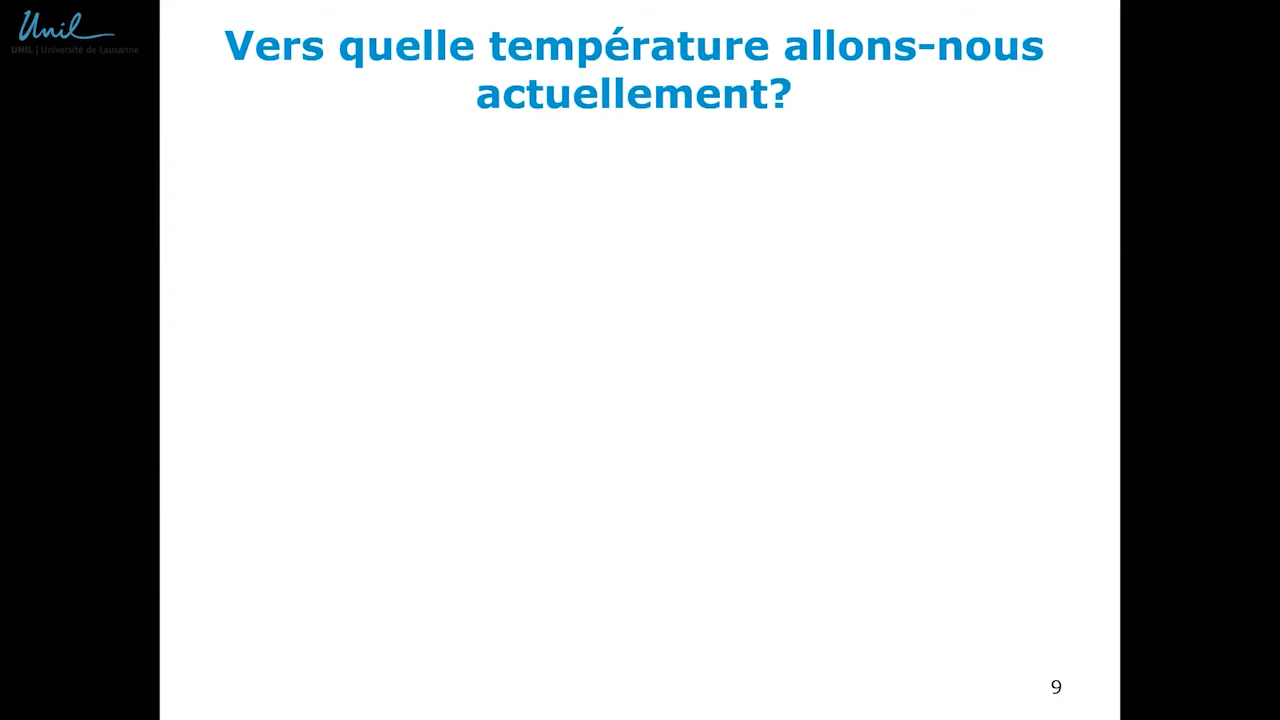 Unil
UNIL | Université de Lausanne
Vers quelle température allons-nous
actuellement?
9